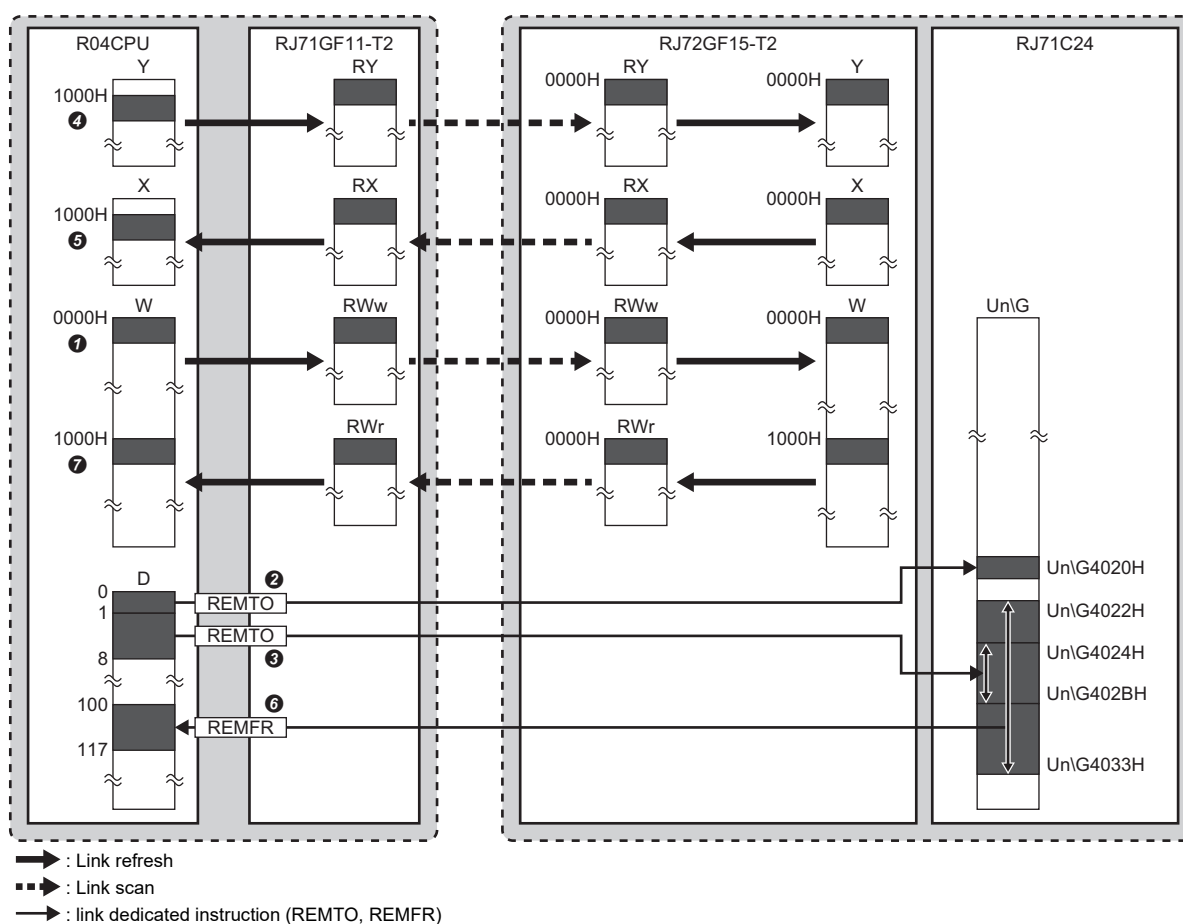 R04CPU RJ71GF11-T2 RJ72GF15-T2 RJ71C24
Y RY RY Y
1000H 0000H 0000H
❹
X RX RX X
1000H 0000H 0000H
❺
W RWw RWw W Un\G
0000H 0000H 0000H
❶
RWr RWr
1000H 0000H 1000H
❼
D ❷
0 Un\G4020H
REMTO
1 Un\G4022H
REMTO
8 ❸ Un\G4024H
100 ❻ Un\G402BH
REMFR
117 Un\G4033H
: Link refresh
: Link scan
: link dedicated instruction (REMTO, REMFR)